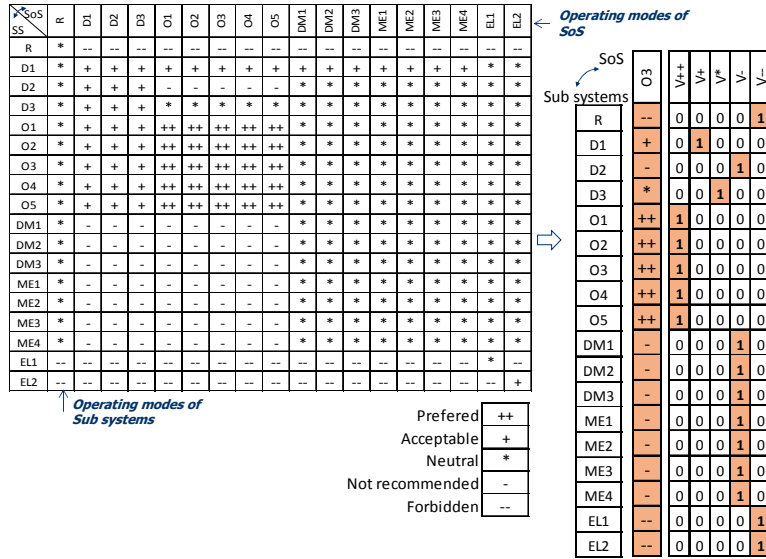 SoS
SS
R D1 D2 D3 O1 O2 O3 O4 O5 DM1 DM2 DM3 ME1 ME2 ME3 ME4 EL1 EL2
R * -- -- -- -- -- -- -- -- -- -- -- -- -- -- -- -- --
D1 * + + + + + + + + + + + + + + + * *
D2 * + + + - - - - - * * * * * * * * *
D3 * + + + * * * * * * * * * * * * * *
O1 * + + + ++ ++ ++ ++ ++ * * * * * * * * *
O2 * + + + ++ ++ ++ ++ ++ * * * * * * * * *
O3 * + + + ++ ++ ++ ++ ++ * * * * * * * * *
O4 * + + + ++ ++ ++ ++ ++ * * * * * * * * *
O5 * + + + ++ ++ ++ ++ ++ * * * * * * * * *
DM1 * - - - - - - - - * * * * * * * * *
DM2 * - - - - - - - - * * * * * * * * *
DM3 * - - - - - - - - * * * * * * * * *
ME1 * - - - - - - - - * * * * * * * * *
ME2 * - - - - - - - - * * * * * * * * *
ME3 * - - - - - - - - * * * * * * * * *
ME4 * - - - - - - - - * * * * * * * * *
EL1 -- -- -- -- -- -- -- -- -- -- -- -- -- -- -- -- * --
EL2 -- -- -- -- -- -- -- -- -- -- -- -- -- -- -- -- -- +
Operating modes of
SoS
Operating modes of
Sub systems
Prefered ++
Acceptable +
Neutral *
Not recommended -
Forbidden --
SoS
Sub systems
O3 V++ V+ V* V- V--
R -- 0 0 0 0 1
D1 + 0 1 0 0 0
D2 - 0 0 0 1 0
D3 * 0 0 1 0 0
O1 ++ 1 0 0 0 0
O2 ++ 1 0 0 0 0
O3 ++ 1 0 0 0 0
O4 ++ 1 0 0 0 0
O5 ++ 1 0 0 0 0
DM1 - 0 0 0 1 0
DM2 - 0 0 0 1 0
DM3 - 0 0 0 1 0
ME1 - 0 0 0 1 0
ME2 - 0 0 0 1 0
ME3 - 0 0 0 1 0
ME4 - 0 0 0 1 0
EL1 -- 0 0 0 0 1
EL2 -- 0 0 0 0 1